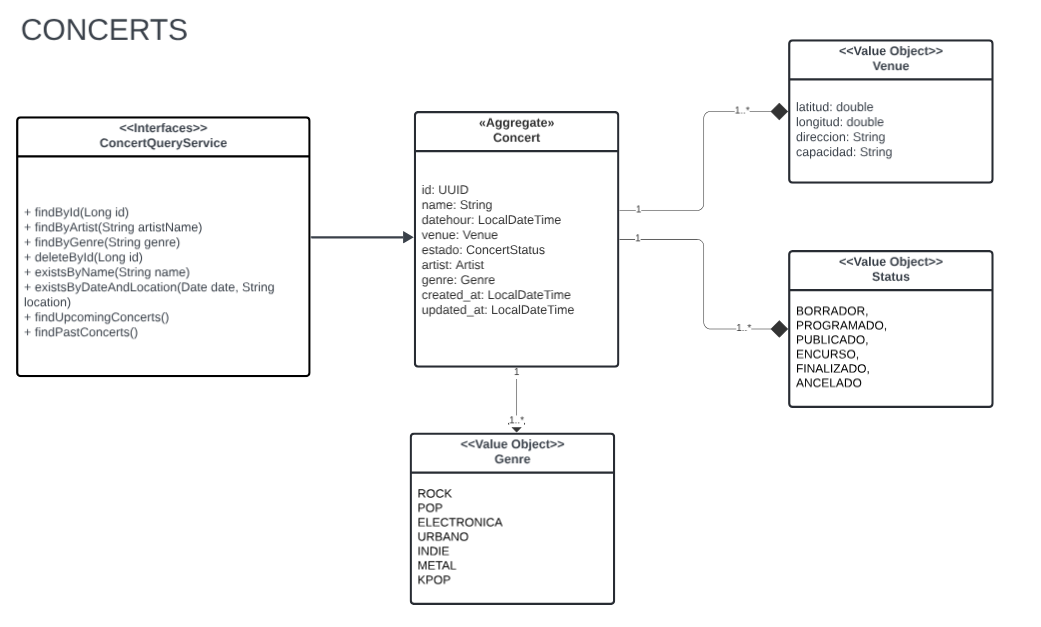 CONCERTS
<<Interfaces>>
ConcertQueryService
+ findById(Long id)
+ findByArtist(String artistName)
+ findByGenre(String genre)
+ deleteById(Long id)
+ existsByName(String name)
+ existsByDateAndLocation(Date date, String
location)
+ findUpcomingConcerts()
+ findPastConcerts()
«Aggregate»
Concert
id: UUID
name: String
datehour: LocalDateTime
venue: Venue
estado: ConcertStatus
artist: Artist
genre: Genre
created_at: LocalDateTime
updated_at: LocalDateTime
1
1..*
1
1..*
1
1..*
<<Value Object>>
Venue
latitud: double
longitud: double
direccion: String
capacidad: String
<<Value Object>>
Status
BORRADOR,
PROGRAMADO,
PUBLICADO,
ENCURSO,
FINALIZADO,
ANCELADO
<<Value Object>>
Genre
ROCK
POP
ELECTRONICA
URBANO
INDIE
METAL
KPOP